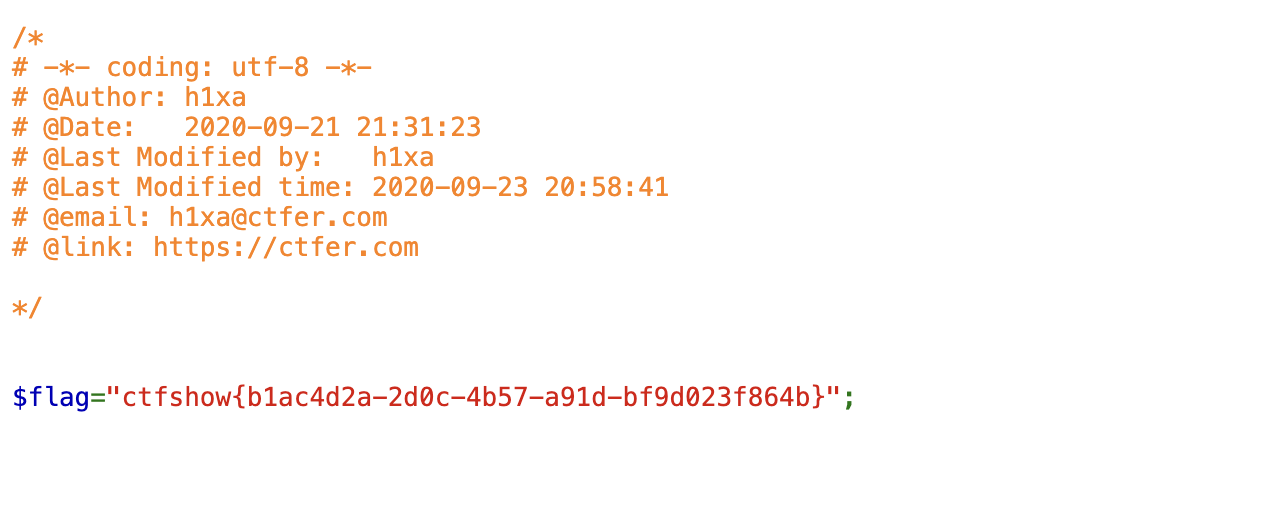 /*
# -*- coding: utf-8 -*-
# @Author: h1xa
# @Date:   2020-09-21 21:31:23
# @Last Modified by:   h1xa
# @Last Modified time: 2020-09-23 20:58:41
# @email: h1xa@ctfer.com
# @link: https://ctfer.com
*/
$flag="ctfshow{b1ac4d2a-2d0c-4b57-a91d-bf9d023f864b}";